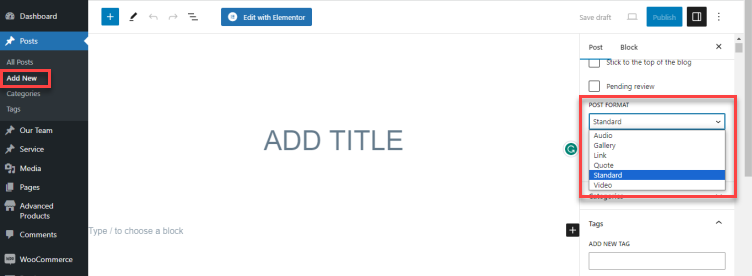 Dashboard
Edit with Elementor
Save draft
Publish
Posts
Post
Block
All Posts
Stick to the top of the blog
Add New
Pending review
Categories
POST FORMAT
Tags
Standard
Our Team
Audio
ADD TITLE
Gallery
Service
Link
Quote
Media
Standard
Pages
Video
Categories
Advanced
Products
Tags
Comments
Type / to choose a block
ADD NEW TAG
WooCommerce